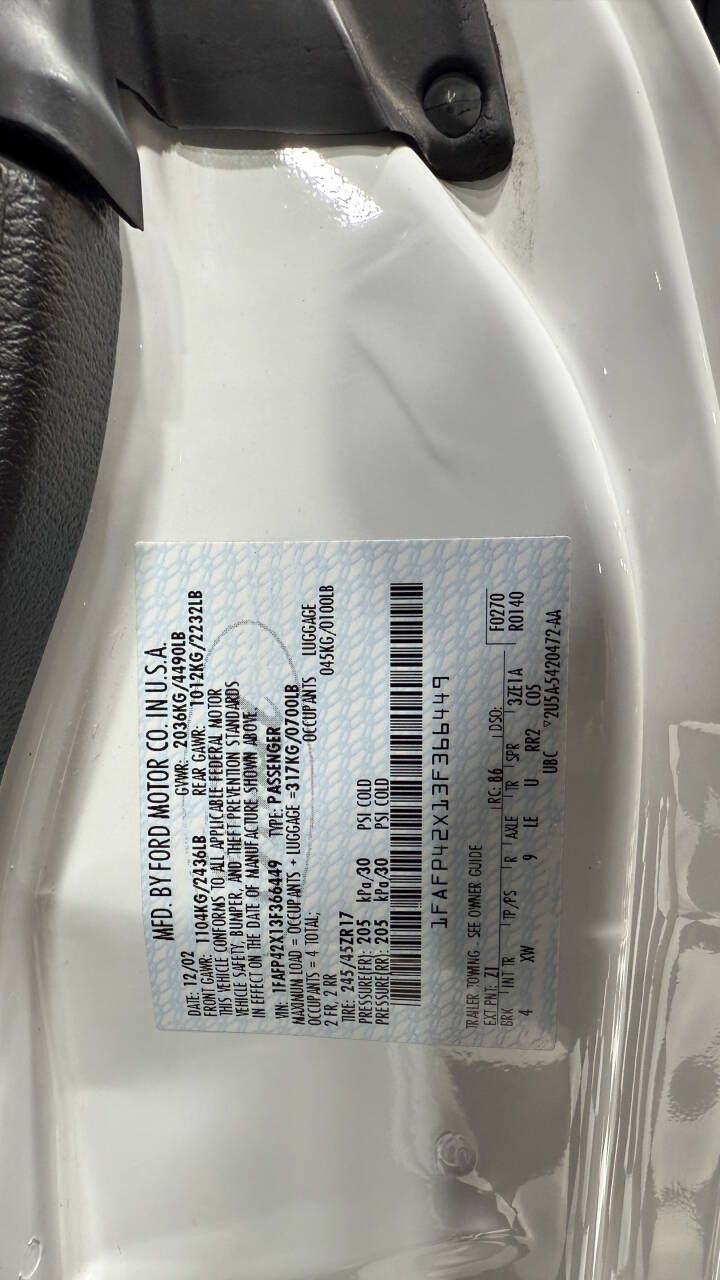 MFD. BY FORD MOTOR CO. IN U.S.A.
DATE: 12/02 GVWR: 2036KG/4490LB
FRONT GAWR: 1104KG/2436LB REAR GAWR: 1012KG/2232LB
THIS VEHICLE CONFORMS TO ALL APPLICABLE FEDERAL MOTOR
VEHICLE SAFETY, BUMPER, AND THEFT PREVENTION STANDARDS
IN EFFECT ON THE DATE OF MANUFACTURE SHOWN ABOVE.
VIN: 1FAFP42X13F366449 TYPE: PASSENGER
MAXIMUM LOAD = OCCUPANTS + LUGGAGE =317KG/0700LB
OCCUPANTS = 4 TOTAL; OCCUPANTS LUGGAGE
2 FR, 2 RR 045KG/0100LB
TIRE: 245/45ZR17
PRESSURE(FR): 205 kPa/30 PSI COLD
PRESSURE(RR): 205 kPa/30 PSI COLD
1FAFP42X13F366449
TRAILER TOWING - SEE OWNER GUIDE
EXT PNT: Z1 RC: 86 DSO: F0270
BRK INT TR TP/PS R AXLE TR SPR 3ZE1A R0140
4 XW 9 LE U RR2 COS
UBC ▽2U5A-5420472-AA